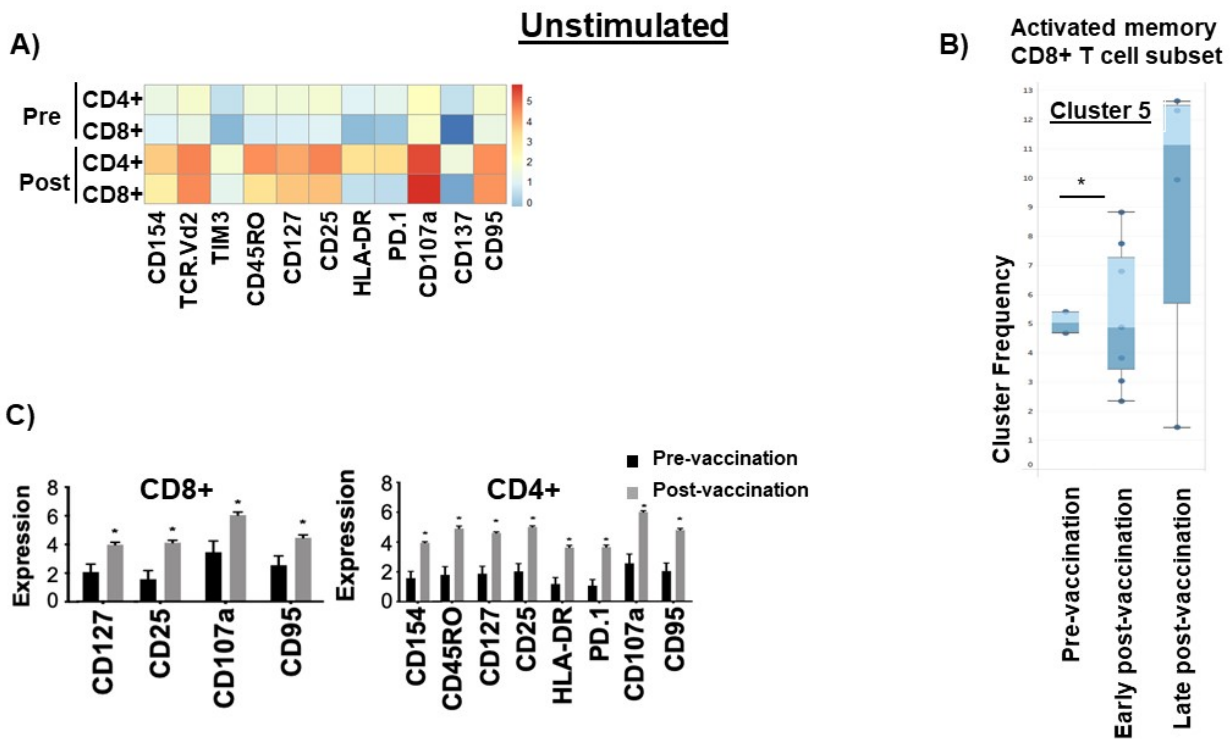 Unstimulated
A)
Pre
CD4+
CD8+
Post
CD4+
CD8+
5
4
3
2
1
0
CD154
TCR.Vd2
TIM3
CD45RO
CD127
CD25
HLA-DR
PD.1
CD107a
CD137
CD95
B)
Activated memory
CD8+ T cell subset
Cluster 5
*
Cluster Frequency
13
12
11
10
9
8
7
6
5
4
3
2
1
0
Pre-vaccination
Early post-vaccination
Late post-vaccination
C)
CD8+
Expression
8
6
4
2
0
* * * *
CD127
CD25
CD107a
CD95
CD4+
Expression
8
6
4
2
0
* * * * * * * *
CD154
CD45RO
CD127
CD25
HLA-DR
PD.1
CD107a
CD95
Pre-vaccination
Post-vaccination